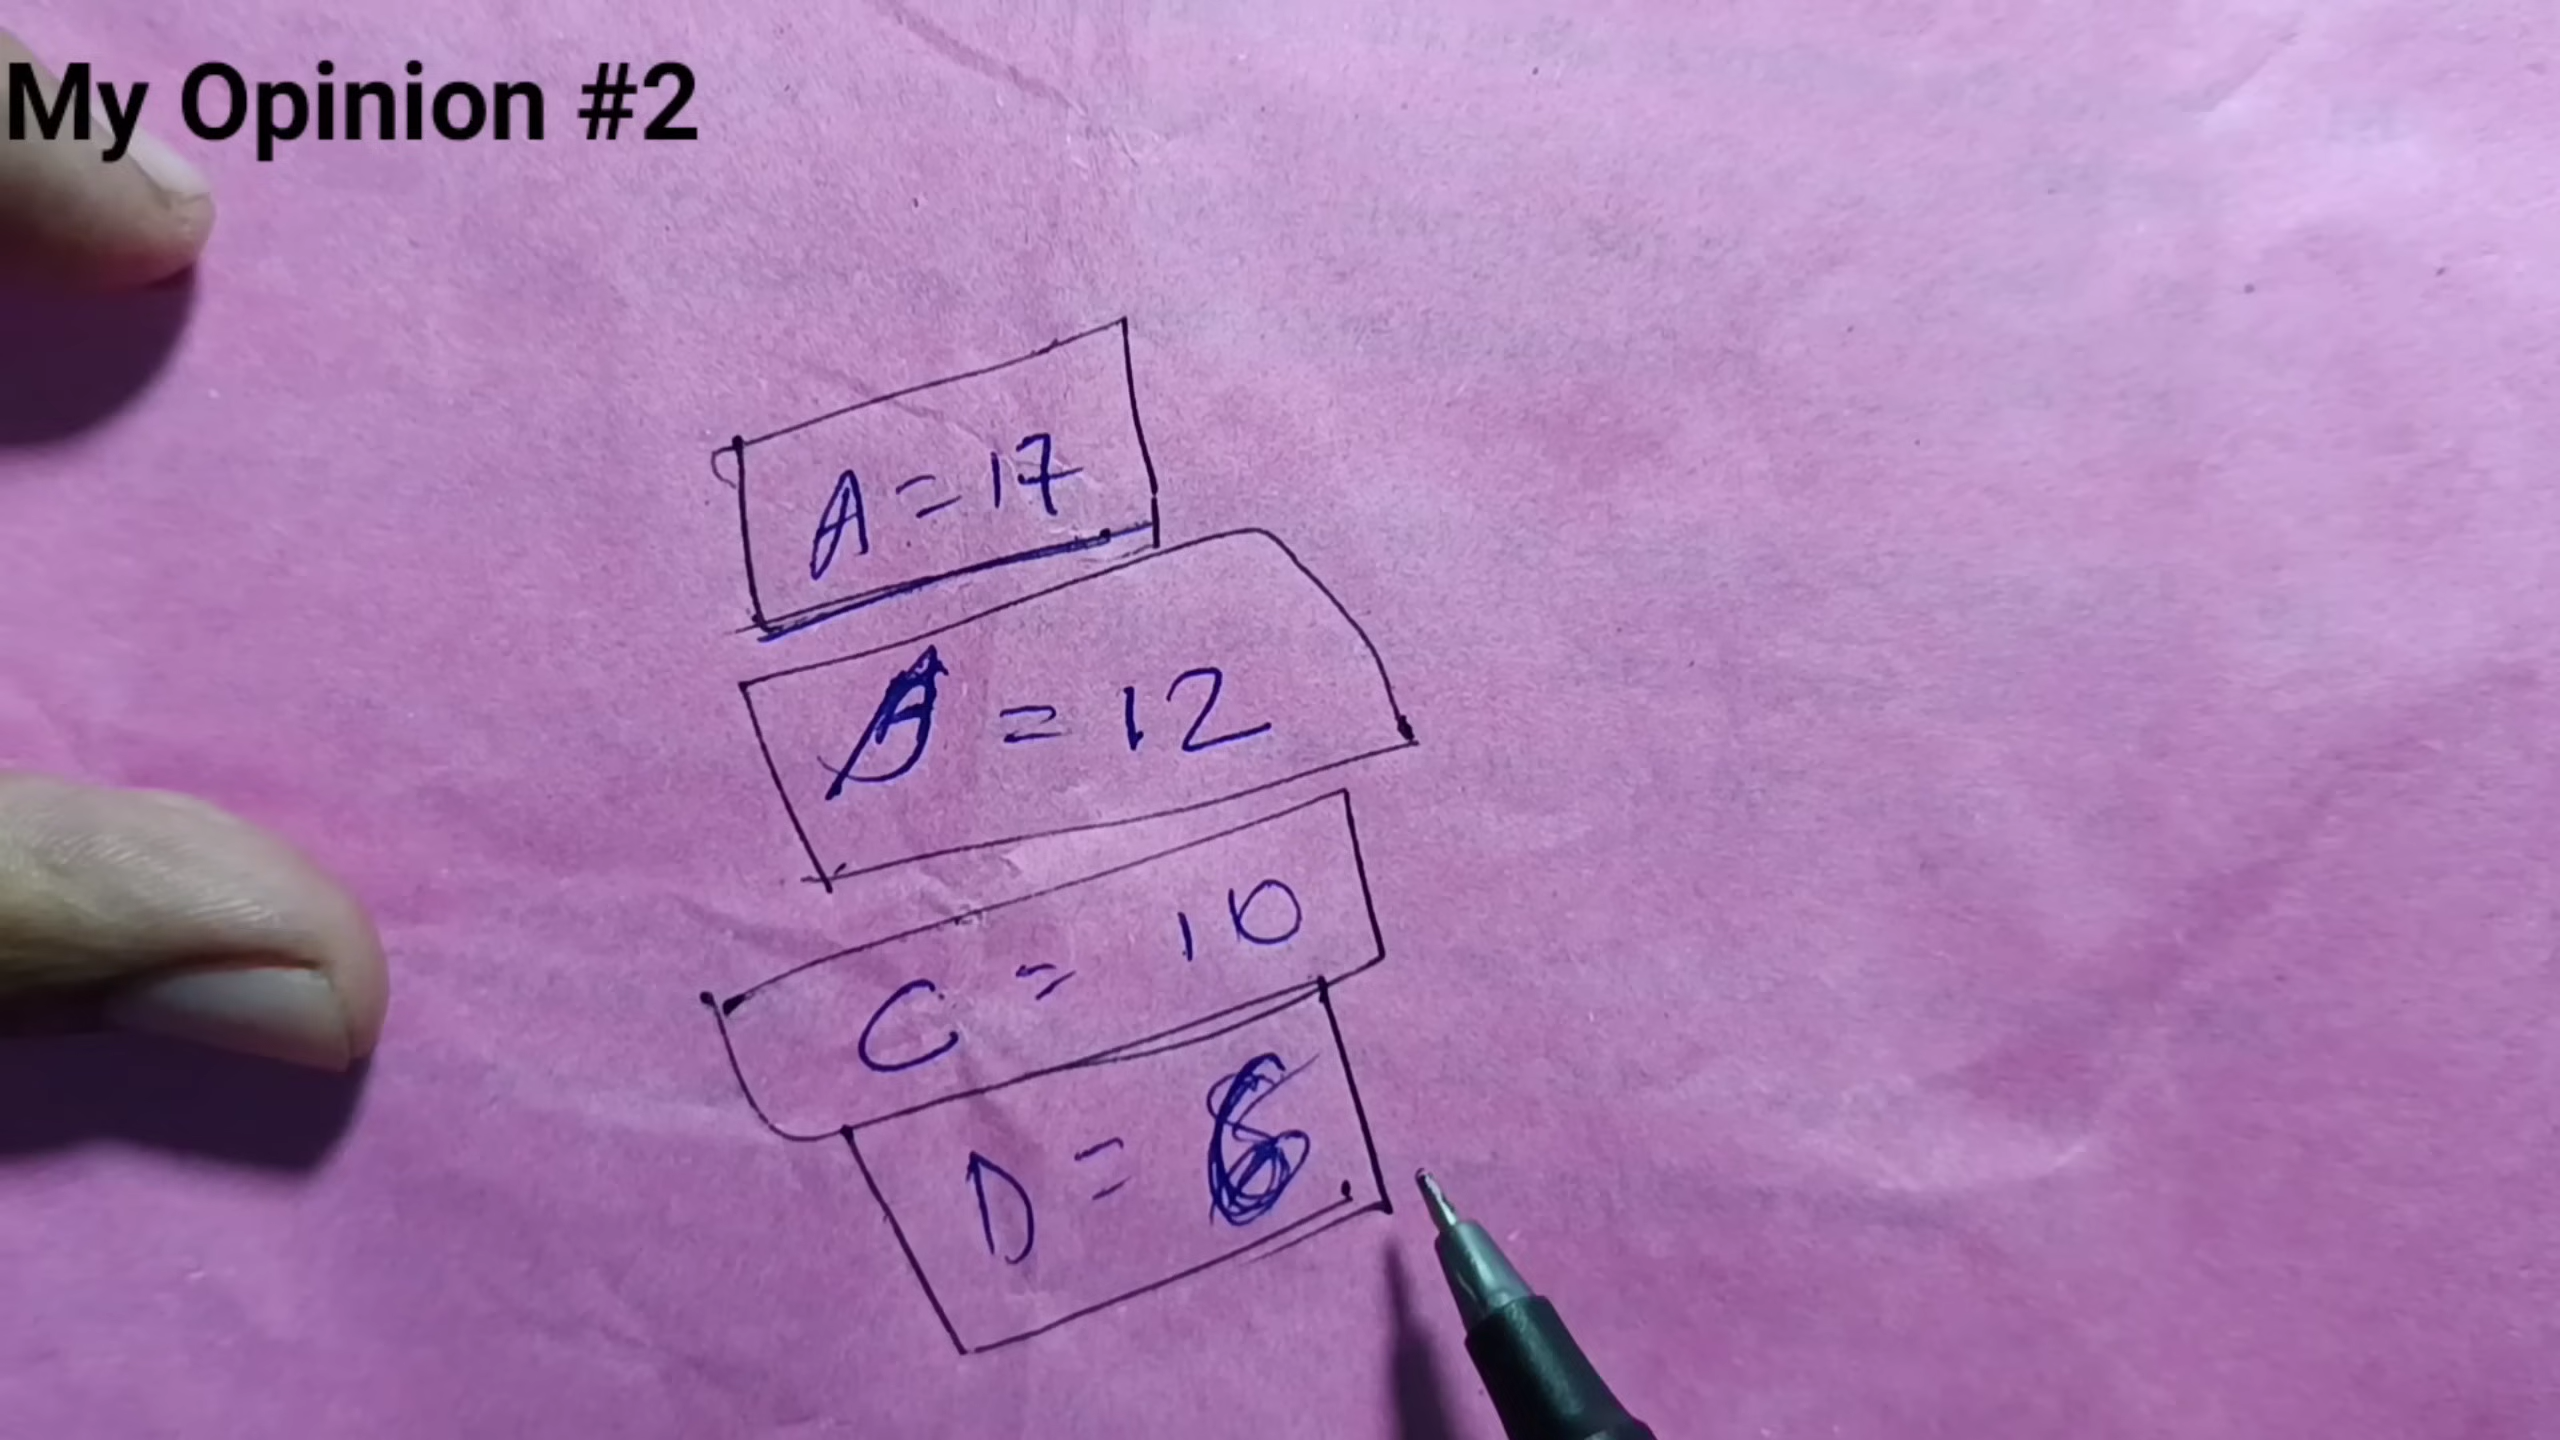 My Opinion #2
A = 17
B = 12
C = 10
D = 6